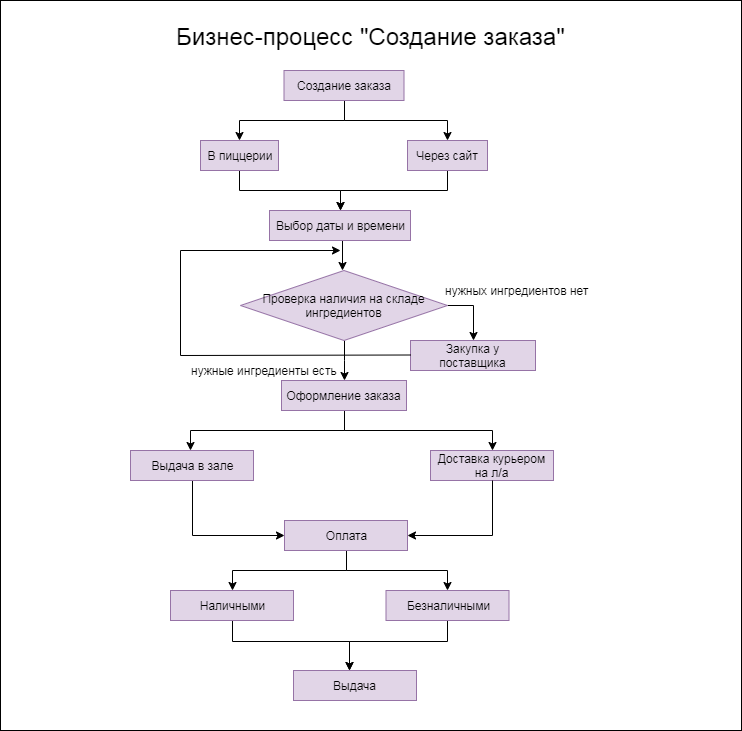 Бизнес-процесс "Создание заказа"
Создание заказа
В пиццерии
Через сайт
Выбор даты и времени
Проверка наличия на складе
ингредиентов
нужных ингредиентов нет
Закупка у
поставщика
нужные ингредиенты есть
Оформление заказа
Выдача в зале
Доставка курьером
на л/а
Оплата
Наличными
Безналичными
Выдача